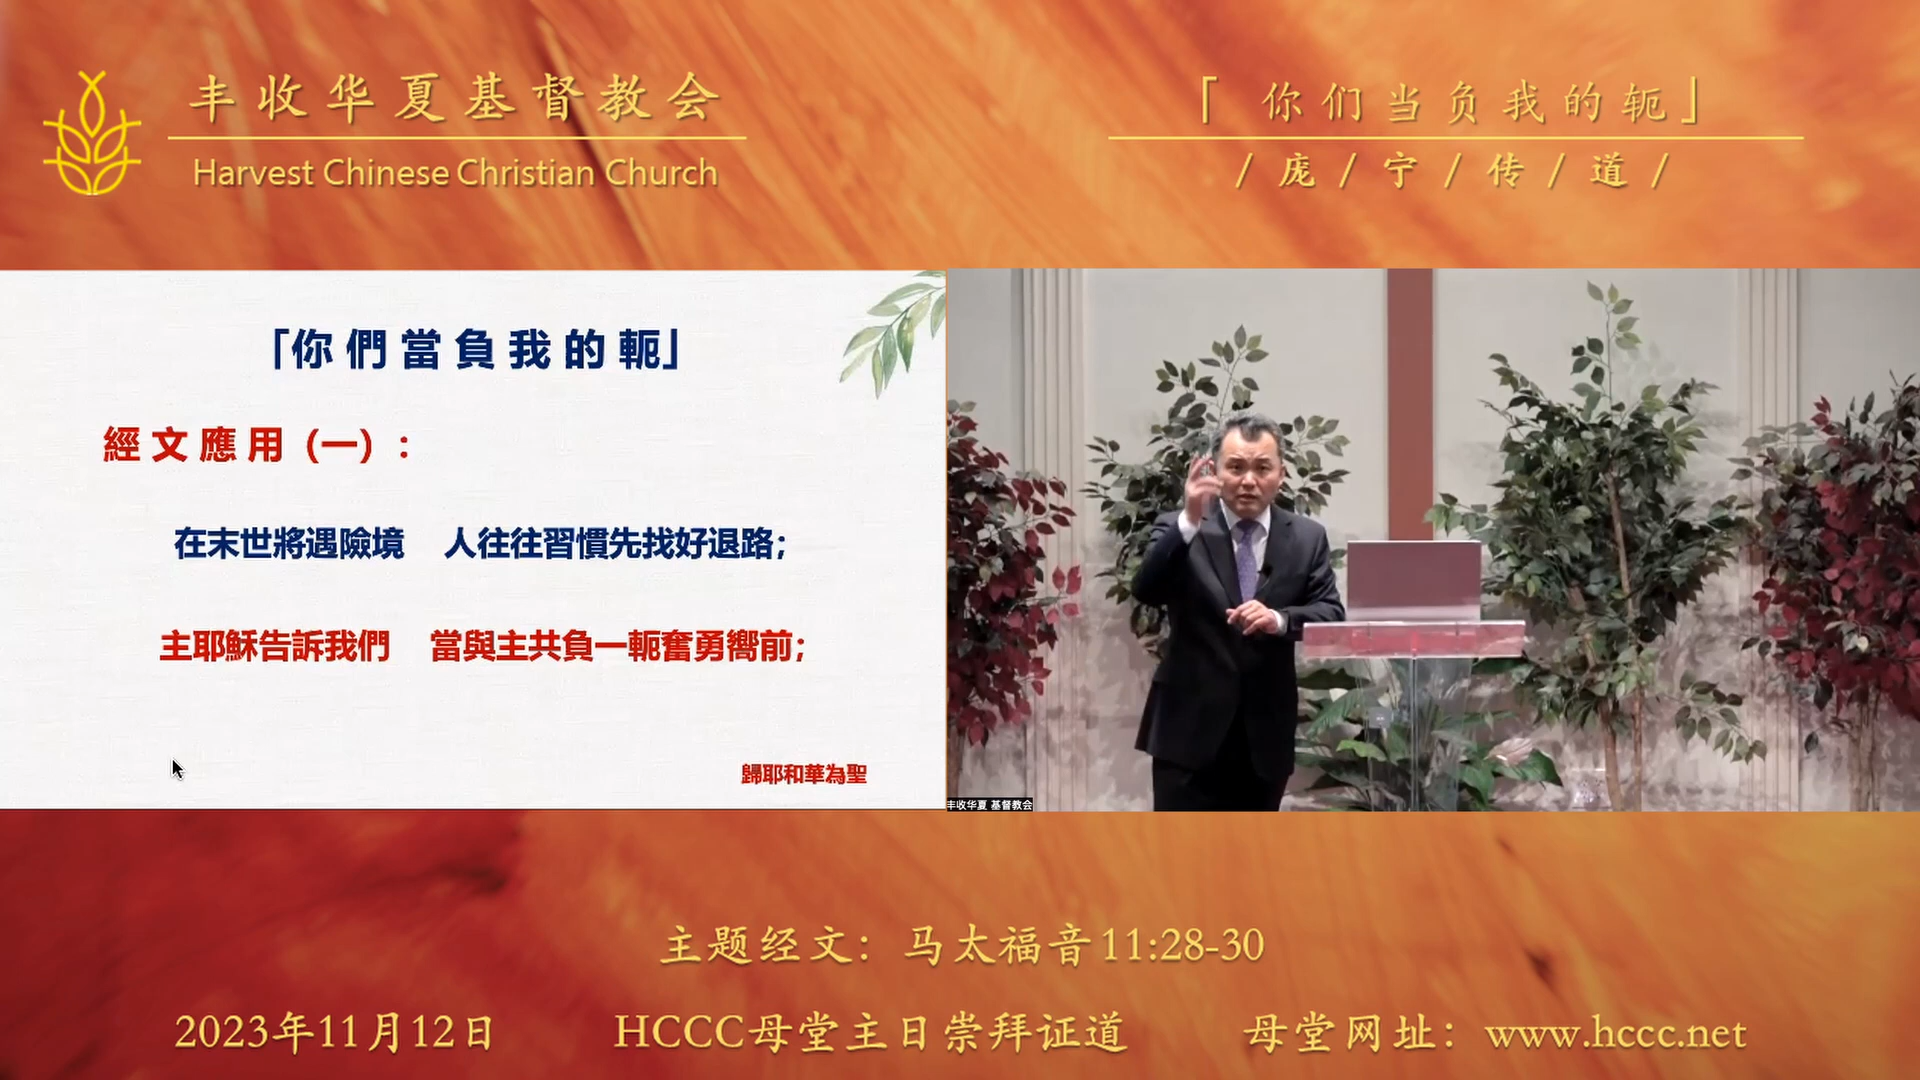 丰收华夏基督教会
Harvest Chinese Christian Church
「你们当负我的轭」
/ 庞 / 宁 / 传 / 道 /
「你們當負我的軛」
經文應用（一）：
在末世將遇險境 人往往習慣先找好退路；
主耶穌告訴我們 當與主共負一軛奮勇嚮前；
歸耶和華為聖
丰收华夏 基督教会
主题经文：马太福音11:28-30
2023年11月12日 HCCC母堂主日崇拜证道 母堂网址：www.hccc.net